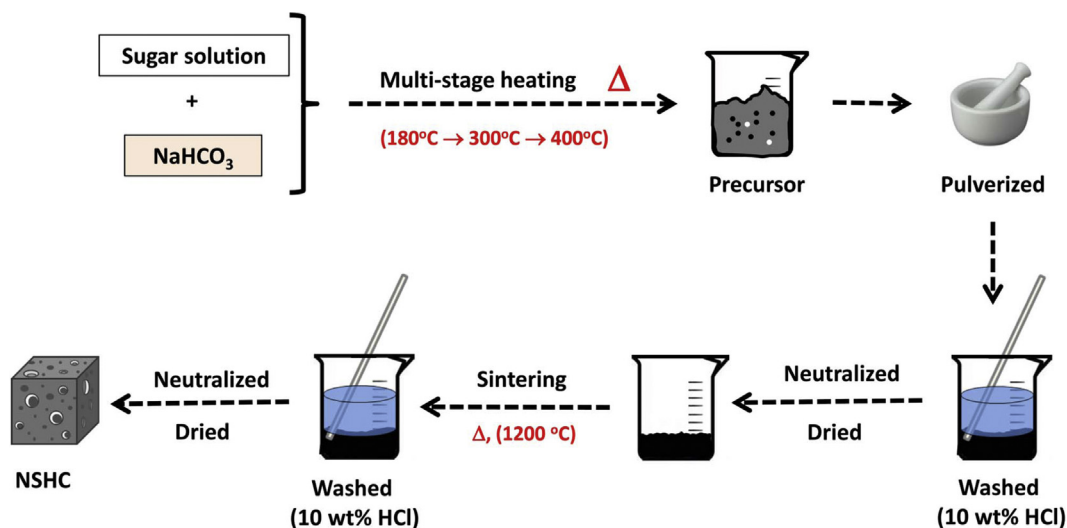 Sugar solution
+
NaHCO₃
Multi-stage heating Δ
(180°C → 300°C → 400°C)
Precursor
Pulverized
Washed
(10 wt% HCl)
Neutralized
Dried
Sintering
Δ, (1200 °C)
Washed
(10 wt% HCl)
Neutralized
Dried
NSHC